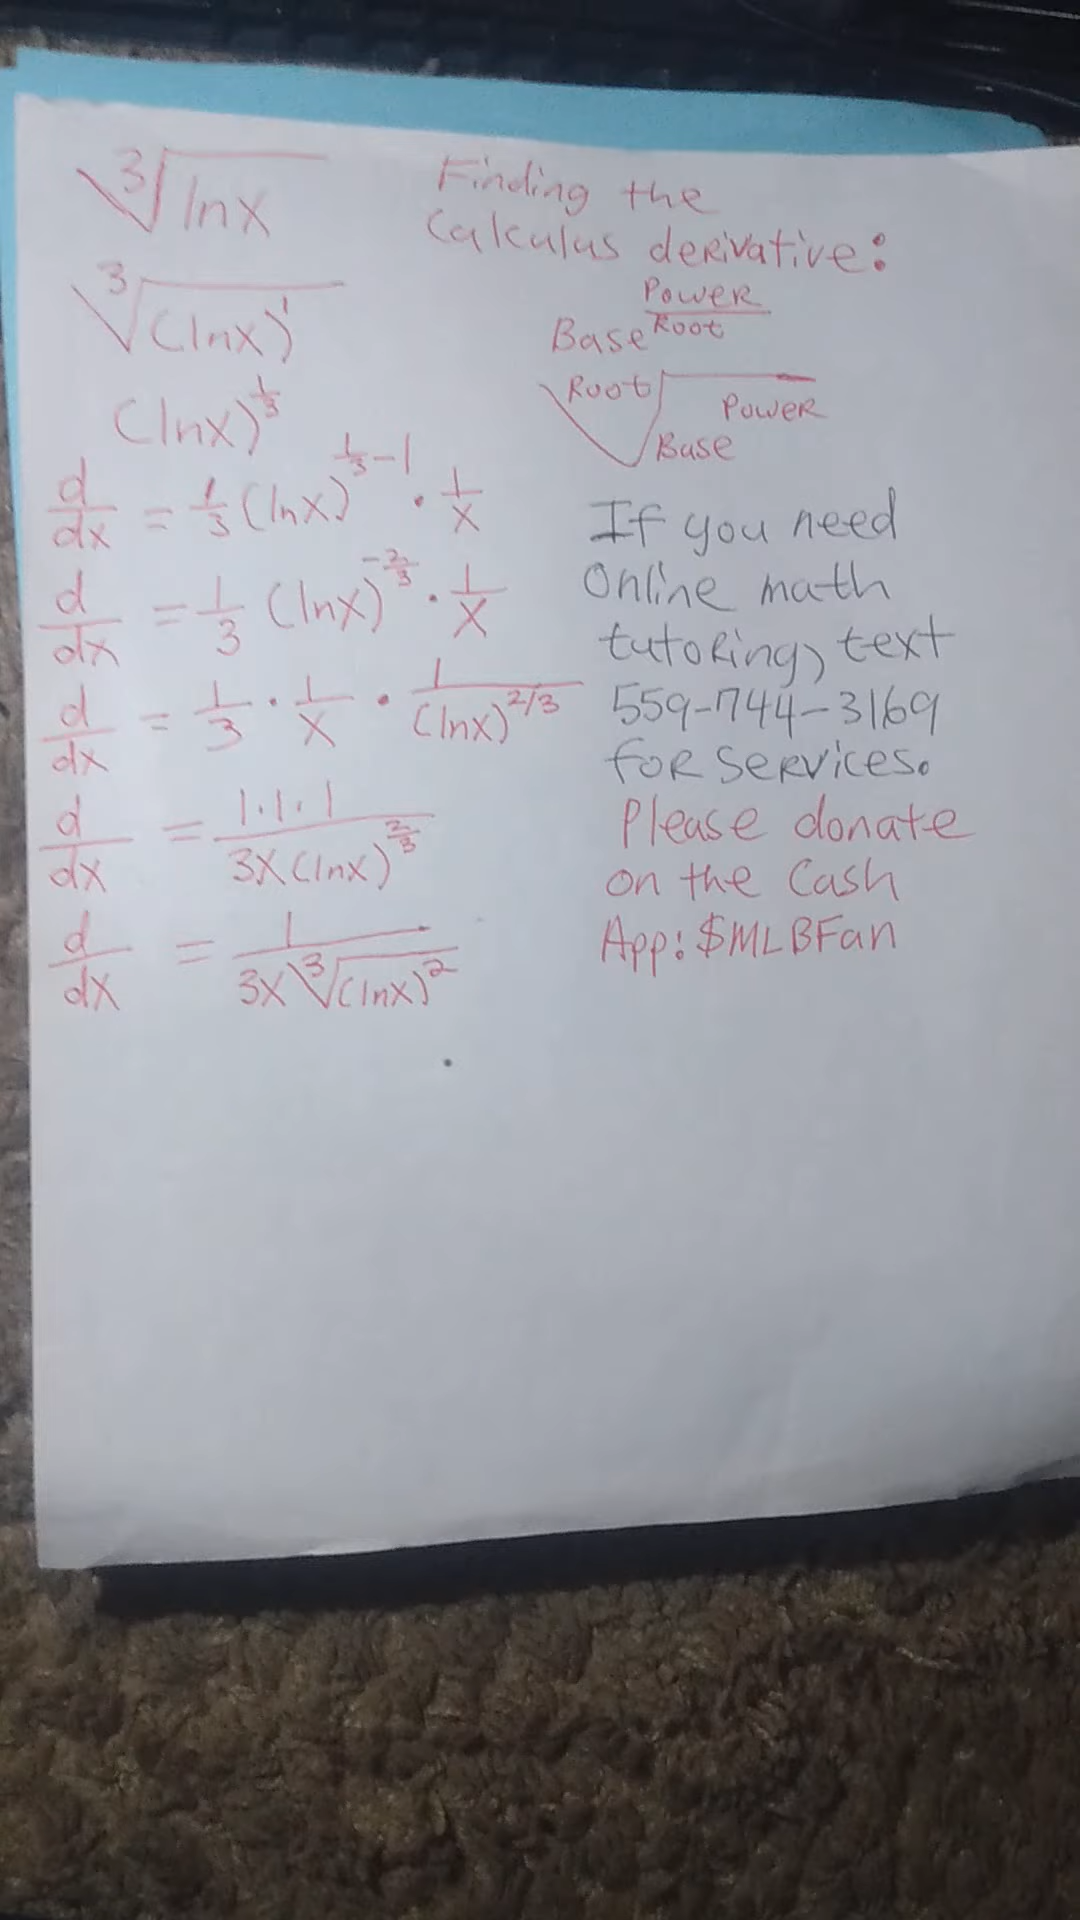 ∛lnx
Finding the
Calculus derivative:
∛(lnx)¹
Base^(Power/Root)
(lnx)^(1/3)
Root√ Base Power
d/dx = 1/3 (lnx)^(1/3-1) · 1/x
d/dx = 1/3 (lnx)^(-2/3) · 1/x
d/dx = 1/3 · 1/x · 1/(lnx)^(2/3)
d/dx = 1·1·1/3x(lnx)^(2/3)
d/dx = 1/3x∛(lnx)²
If you need
Online math
tutoring, text
559-744-3169
for services.
Please donate
on the Cash
App: $MLBFan